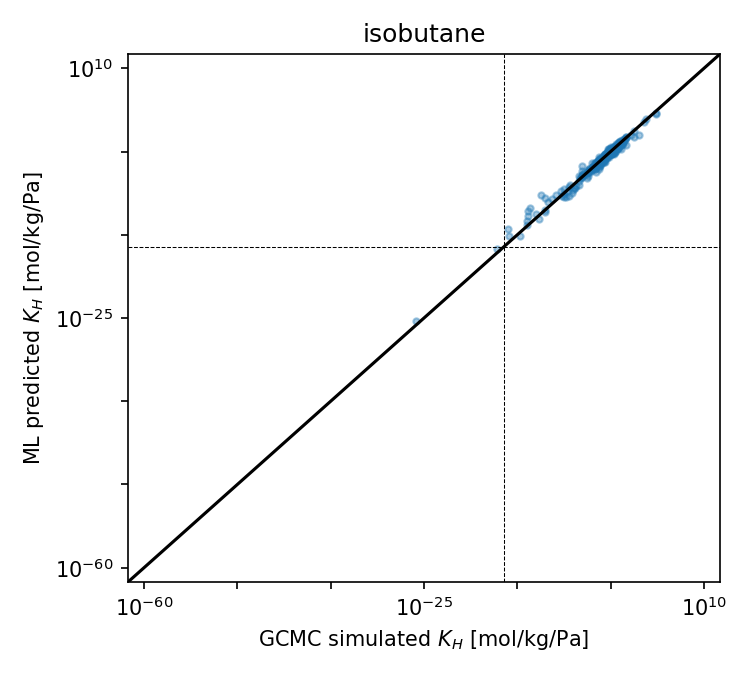 isobutane
10^10
10^-25
10^-60
ML predicted K_H [mol/kg/Pa]
10^-60 10^-25 10^10
GCMC simulated K_H [mol/kg/Pa]